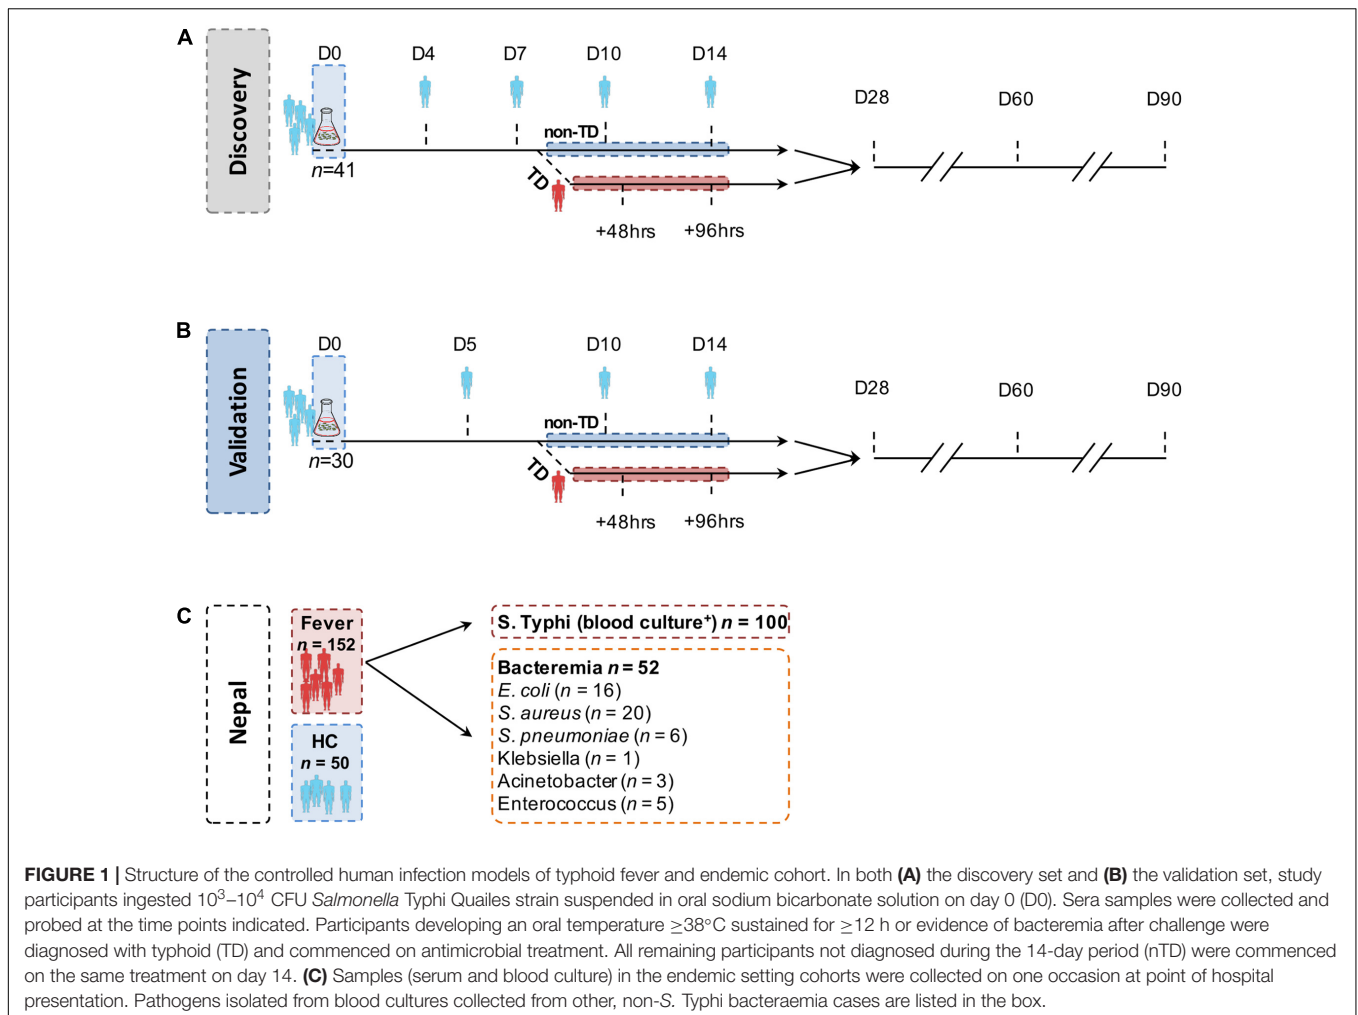 A
Discovery
D0
D4
D7
D10
D14
D28
D60
D90
non-TD
n=41
TD
+48hrs
+96hrs
B
Validation
D0
D5
D10
D14
D28
D60
D90
non-TD
n=30
TD
+48hrs
+96hrs
C
Nepal
Fever
n = 152
HC
n = 50
S. Typhi (blood culture⁺) n = 100
Bacteremia n = 52
E. coli (n = 16)
S. aureus (n = 20)
S. pneumoniae (n = 6)
Klebsiella (n = 1)
Acinetobacter (n = 3)
Enterococcus (n = 5)
FIGURE 1 | Structure of the controlled human infection models of typhoid fever and endemic cohort. In both (A) the discovery set and (B) the validation set, study
participants ingested 10³–10⁴ CFU Salmonella Typhi Quailes strain suspended in oral sodium bicarbonate solution on day 0 (D0). Sera samples were collected and
probed at the time points indicated. Participants developing an oral temperature ≥38°C sustained for ≥12 h or evidence of bacteremia after challenge were
diagnosed with typhoid (TD) and commenced on antimicrobial treatment. All remaining participants not diagnosed during the 14-day period (nTD) were commenced
on the same treatment on day 14. (C) Samples (serum and blood culture) in the endemic setting cohorts were collected on one occasion at point of hospital
presentation. Pathogens isolated from blood cultures collected from other, non-S. Typhi bacteraemia cases are listed in the box.